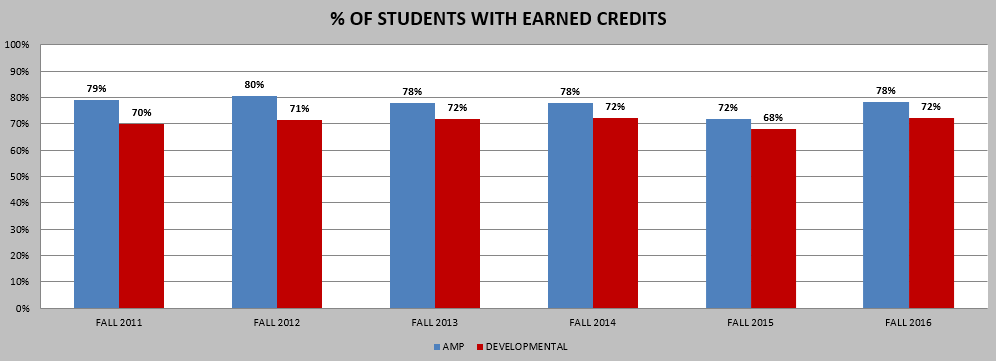 % OF STUDENTS WITH EARNED CREDITS
100%
90%
80%
70%
60%
50%
40%
30%
20%
10%
0%
79%
70%
80%
71%
78%
72%
78%
72%
72%
68%
78%
72%
FALL 2011
FALL 2012
FALL 2013
FALL 2014
FALL 2015
FALL 2016
AMP
DEVELOPMENTAL